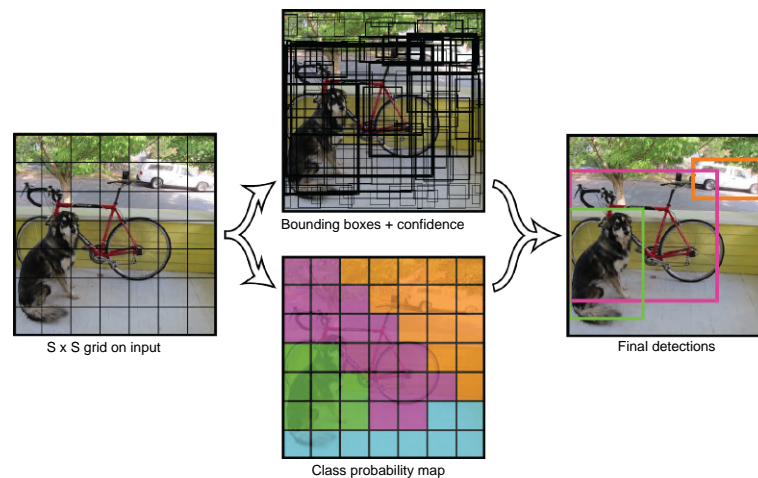 Bounding boxes + confidence
S x S grid on input
Final detections
Class probability map